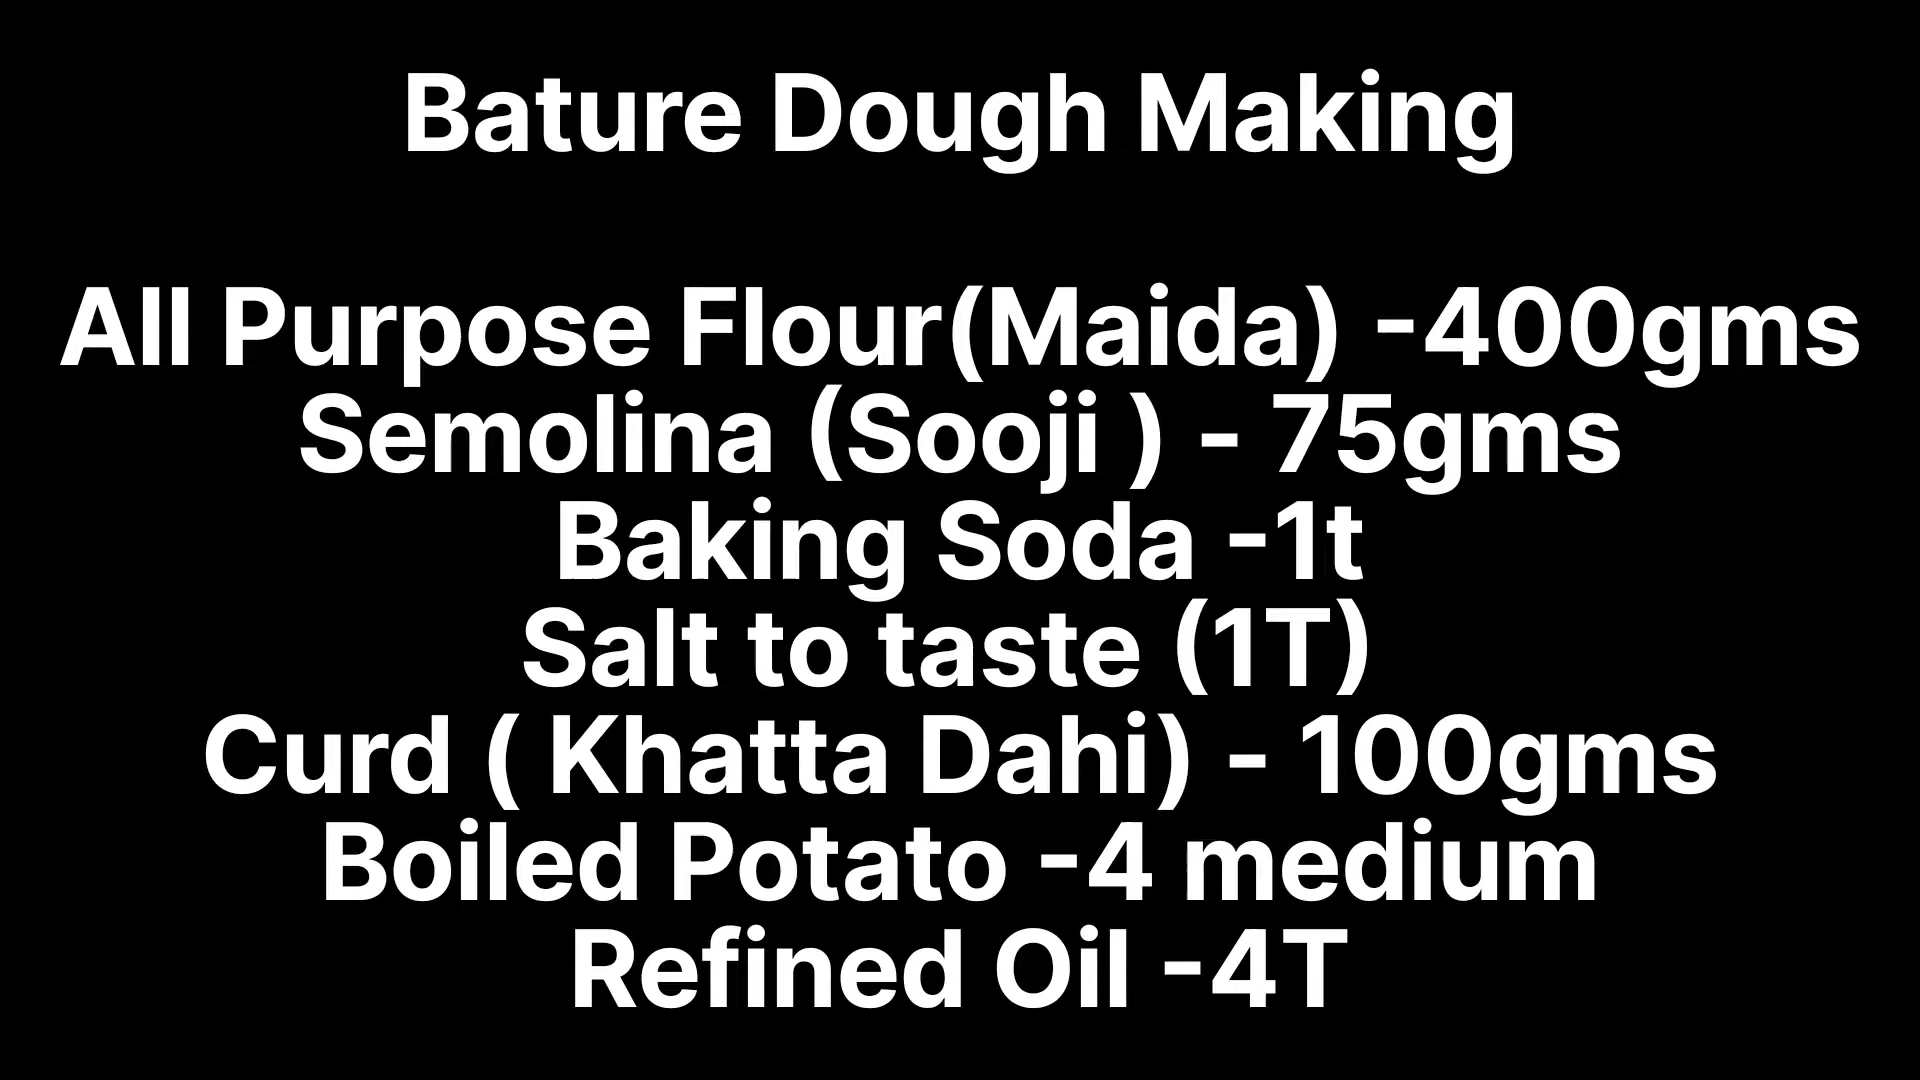 Bature Dough Making
All Purpose Flour(Maida) -400gms
Semolina (Sooji ) - 75gms
Baking Soda -1t
Salt to taste (1T)
Curd ( Khatta Dahi) - 100gms
Boiled Potato -4 medium
Refined Oil -4T